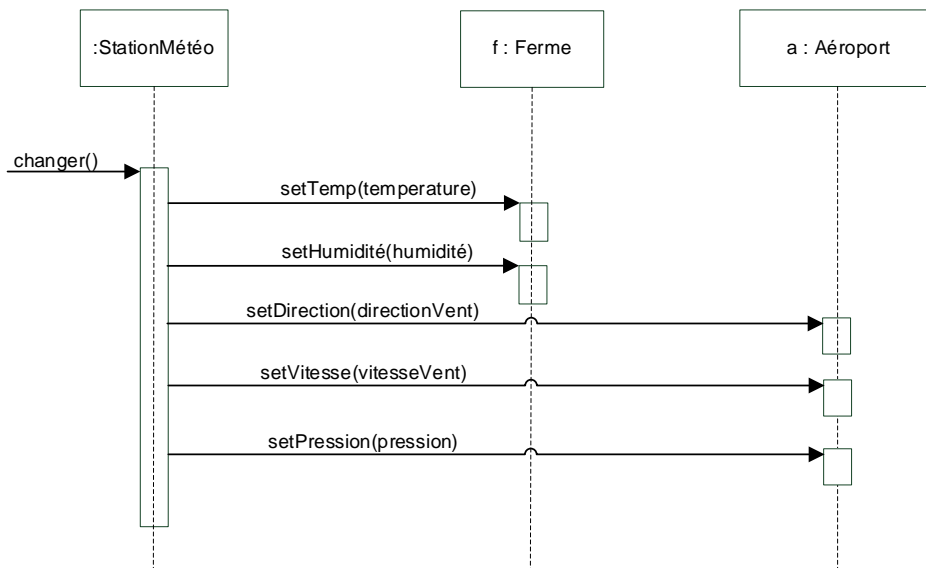 :StationMétéo
f : Ferme
a : Aéroport
changer()
setTemp(temperature)
setHumidité(humidité)
setDirection(directionVent)
setVitesse(vitesseVent)
setPression(pression)